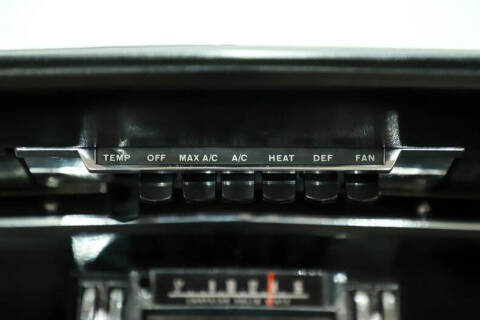 TEMP OFF MAX A/C A/C HEAT DEF FAN